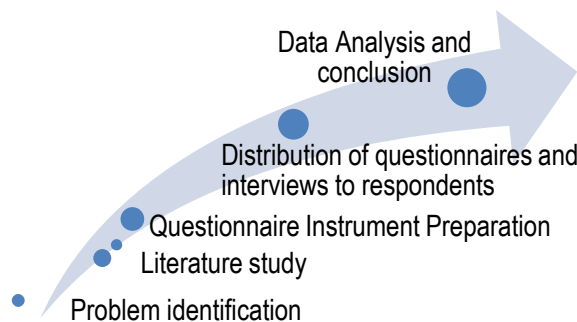 Data Analysis and
conclusion
Distribution of questionnaires and
interviews to respondents
Questionnaire Instrument Preparation
Literature study
Problem identification